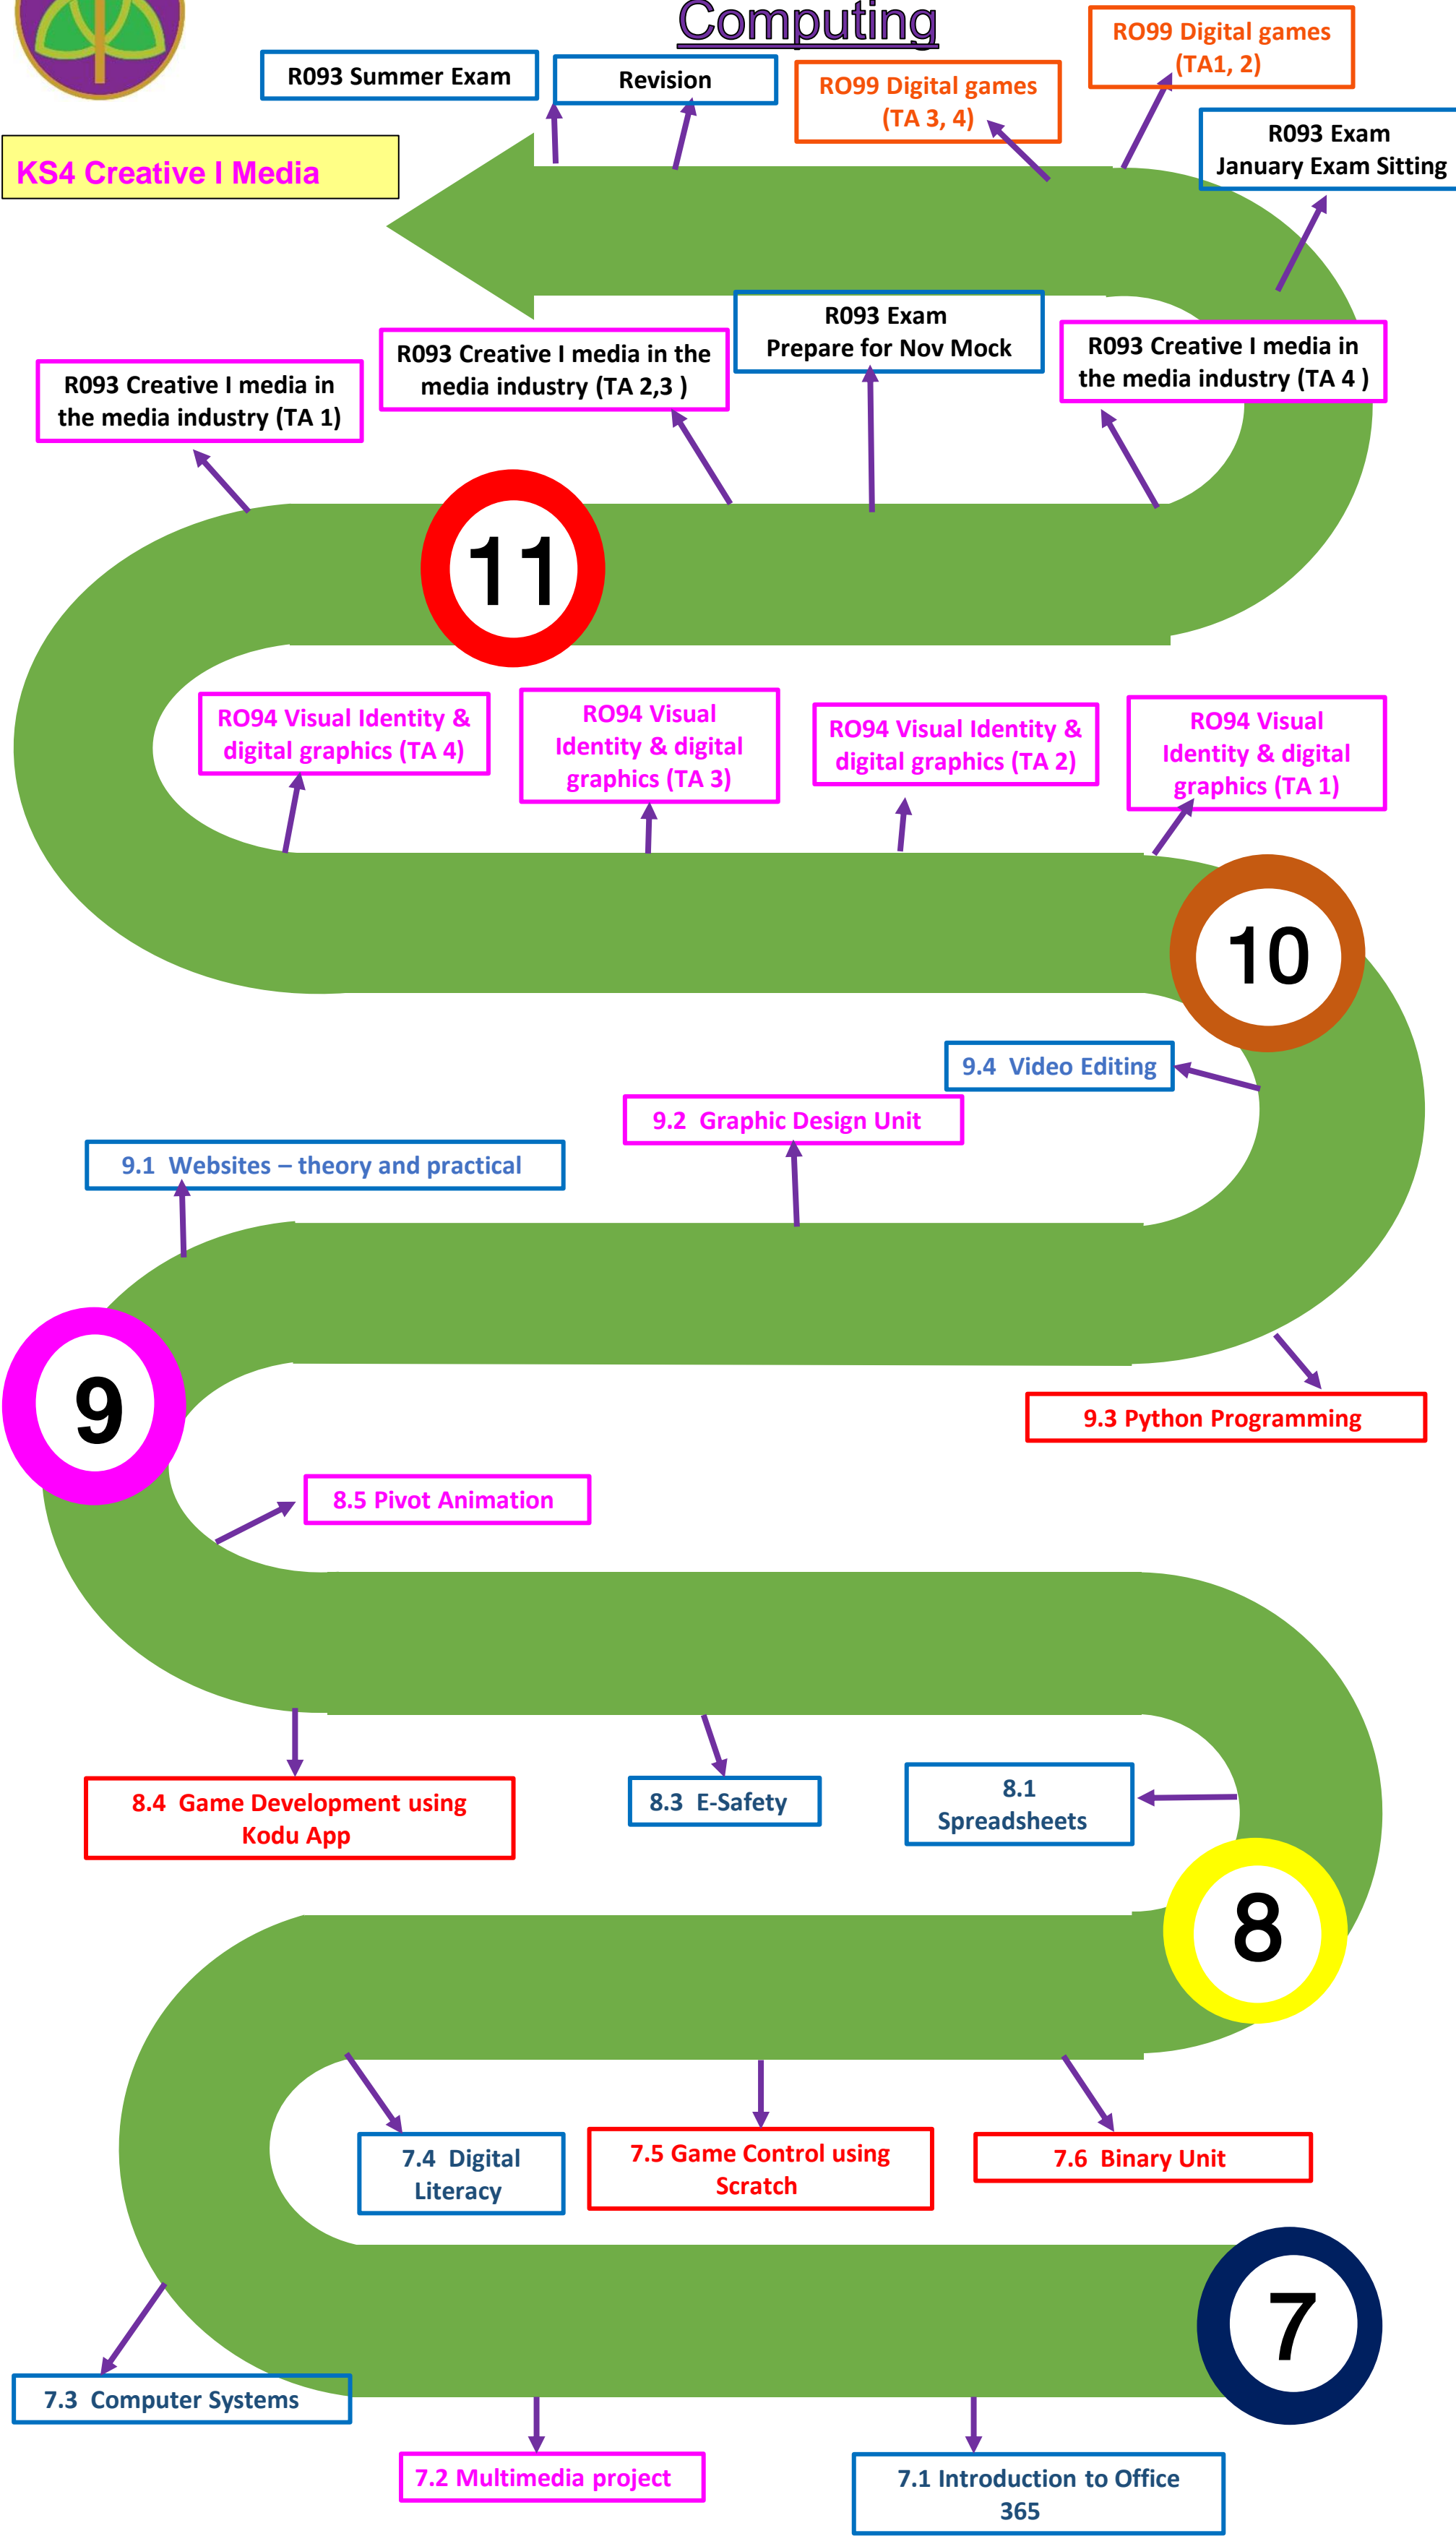 Computing
RO99 Digital games
(TA1, 2)
R093 Summer Exam
Revision
RO99 Digital games
(TA 3, 4)
R093 Exam
January Exam Sitting
KS4 Creative I Media
R093 Exam
Prepare for Nov Mock
R093 Creative I media in the
media industry (TA 2,3 )
R093 Creative I media in
the media industry (TA 4 )
R093 Creative I media in
the media industry (TA 1)
11
RO94 Visual Identity &
digital graphics (TA 4)
RO94 Visual
Identity & digital
graphics (TA 3)
RO94 Visual Identity &
digital graphics (TA 2)
RO94 Visual
Identity & digital
graphics (TA 1)
10
9.4 Video Editing
9.2 Graphic Design Unit
9.1 Websites – theory and practical
9
9.3 Python Programming
8.5 Pivot Animation
8.4 Game Development using
Kodu App
8.3 E-Safety
8.1
Spreadsheets
8
7.4 Digital
Literacy
7.5 Game Control using
Scratch
7.6 Binary Unit
7
7.3 Computer Systems
7.2 Multimedia project
7.1 Introduction to Office
365